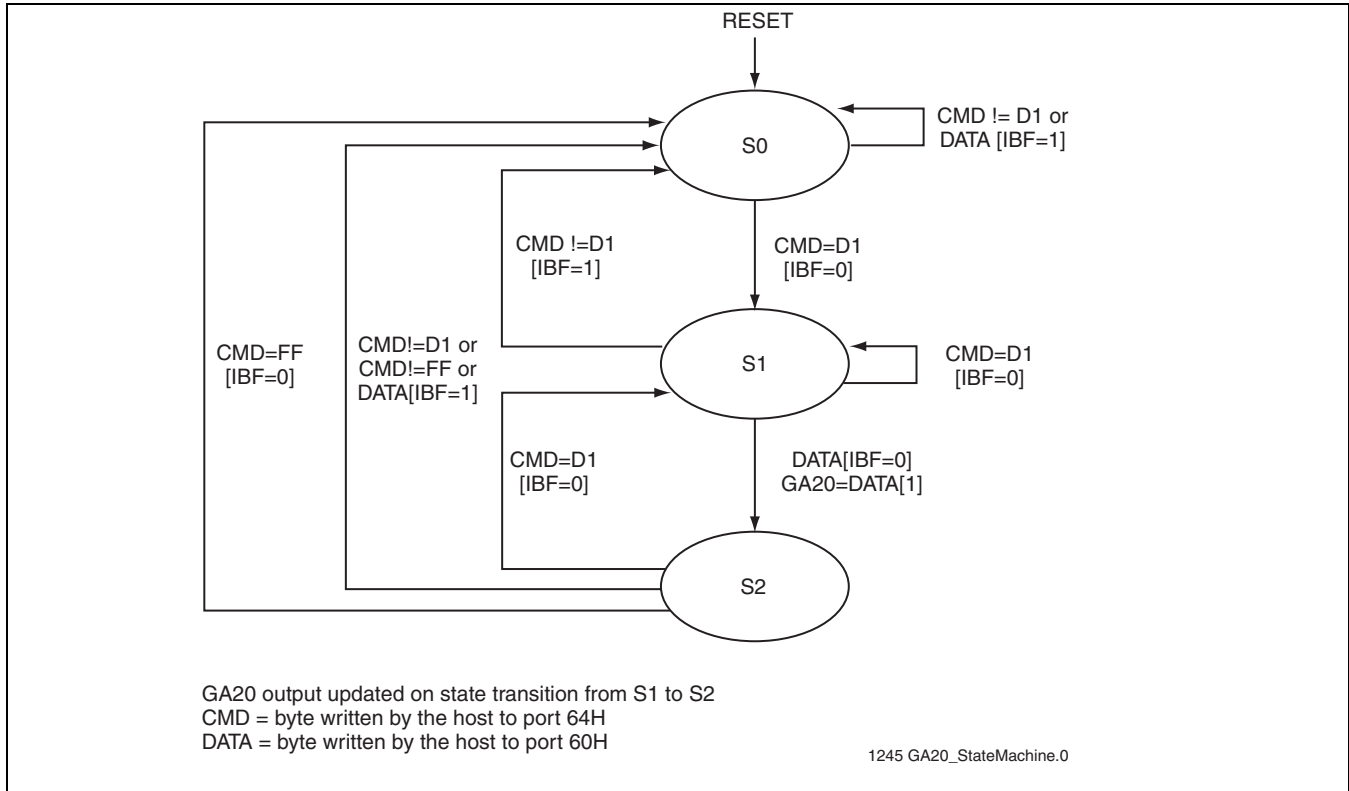 RESET
S0
CMD != D1 or
DATA [IBF=1]
CMD !=D1
[IBF=1]
CMD=D1
[IBF=0]
CMD=FF
[IBF=0]
CMD!=D1 or
CMD!=FF or
DATA[IBF=1]
S1
CMD=D1
[IBF=0]
CMD=D1
[IBF=0]
DATA[IBF=0]
GA20=DATA[1]
S2
GA20 output updated on state transition from S1 to S2
CMD = byte written by the host to port 64H
DATA = byte written by the host to port 60H
1245 GA20_StateMachine.0